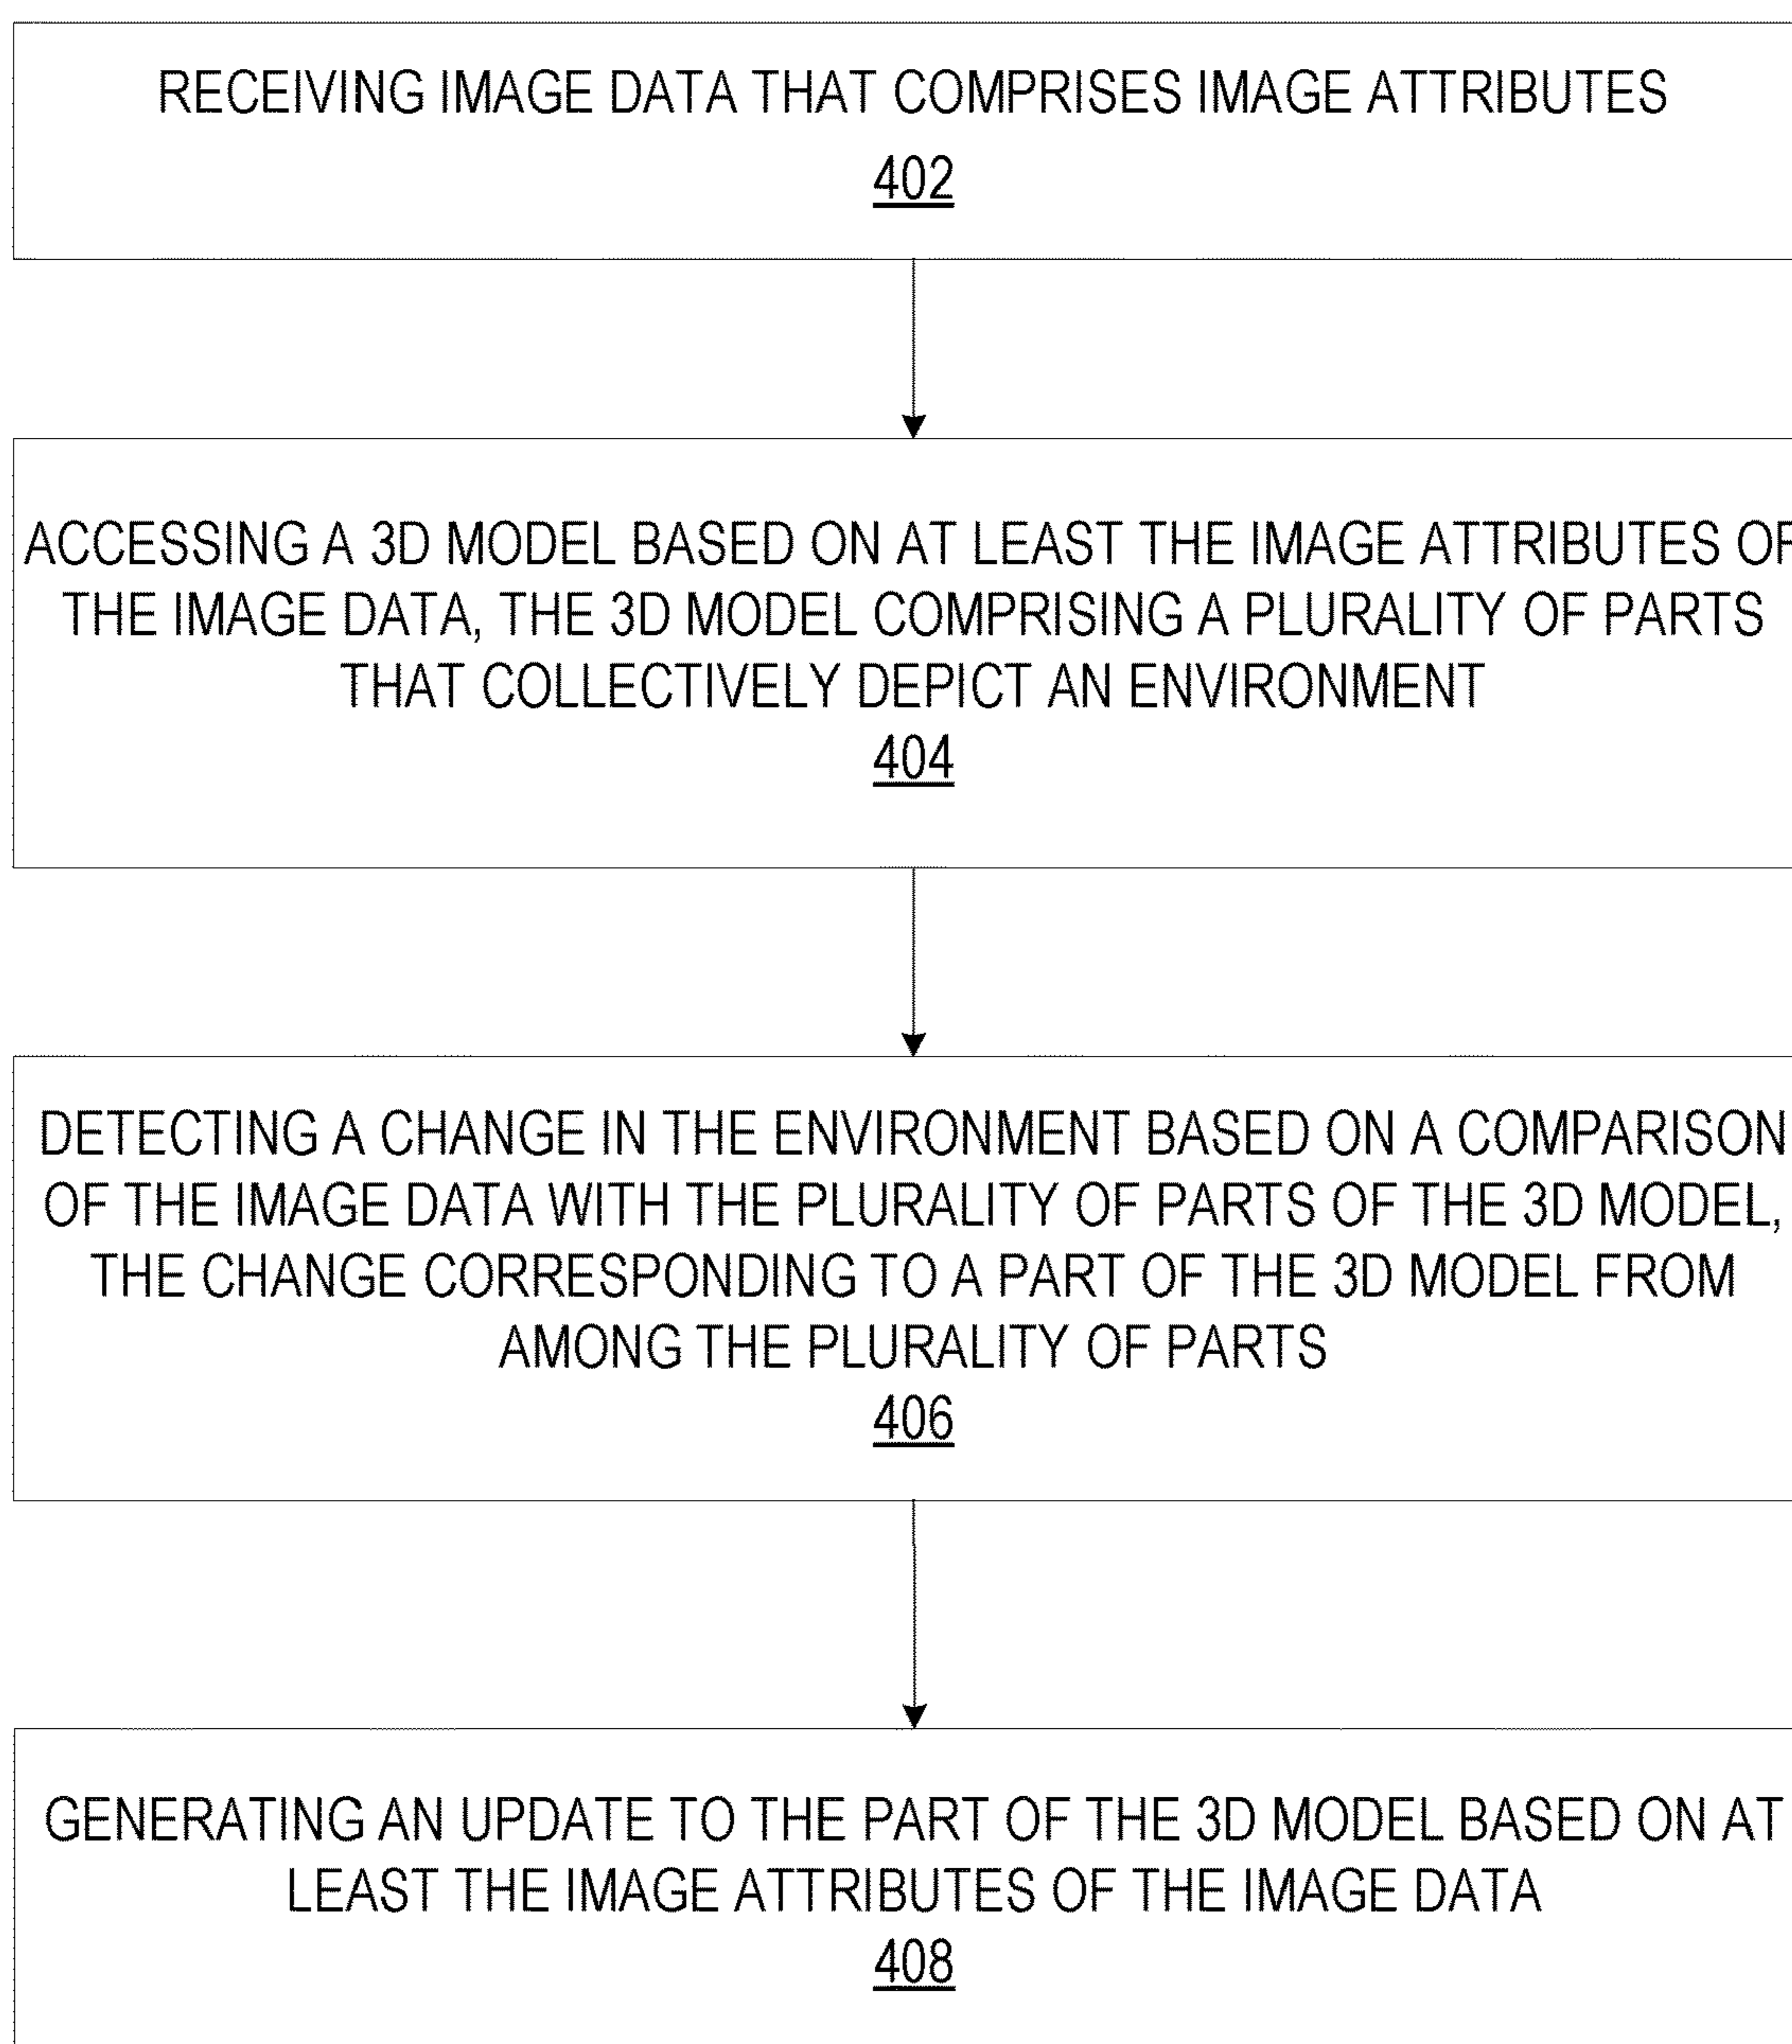 RECEIVING IMAGE DATA THAT COMPRISES IMAGE ATTRIBUTES
402
ACCESSING A 3D MODEL BASED ON AT LEAST THE IMAGE ATTRIBUTES OF
THE IMAGE DATA, THE 3D MODEL COMPRISING A PLURALITY OF PARTS
THAT COLLECTIVELY DEPICT AN ENVIRONMENT
404
DETECTING A CHANGE IN THE ENVIRONMENT BASED ON A COMPARISON
OF THE IMAGE DATA WITH THE PLURALITY OF PARTS OF THE 3D MODEL,
THE CHANGE CORRESPONDING TO A PART OF THE 3D MODEL FROM
AMONG THE PLURALITY OF PARTS
406
GENERATING AN UPDATE TO THE PART OF THE 3D MODEL BASED ON AT
LEAST THE IMAGE ATTRIBUTES OF THE IMAGE DATA
408